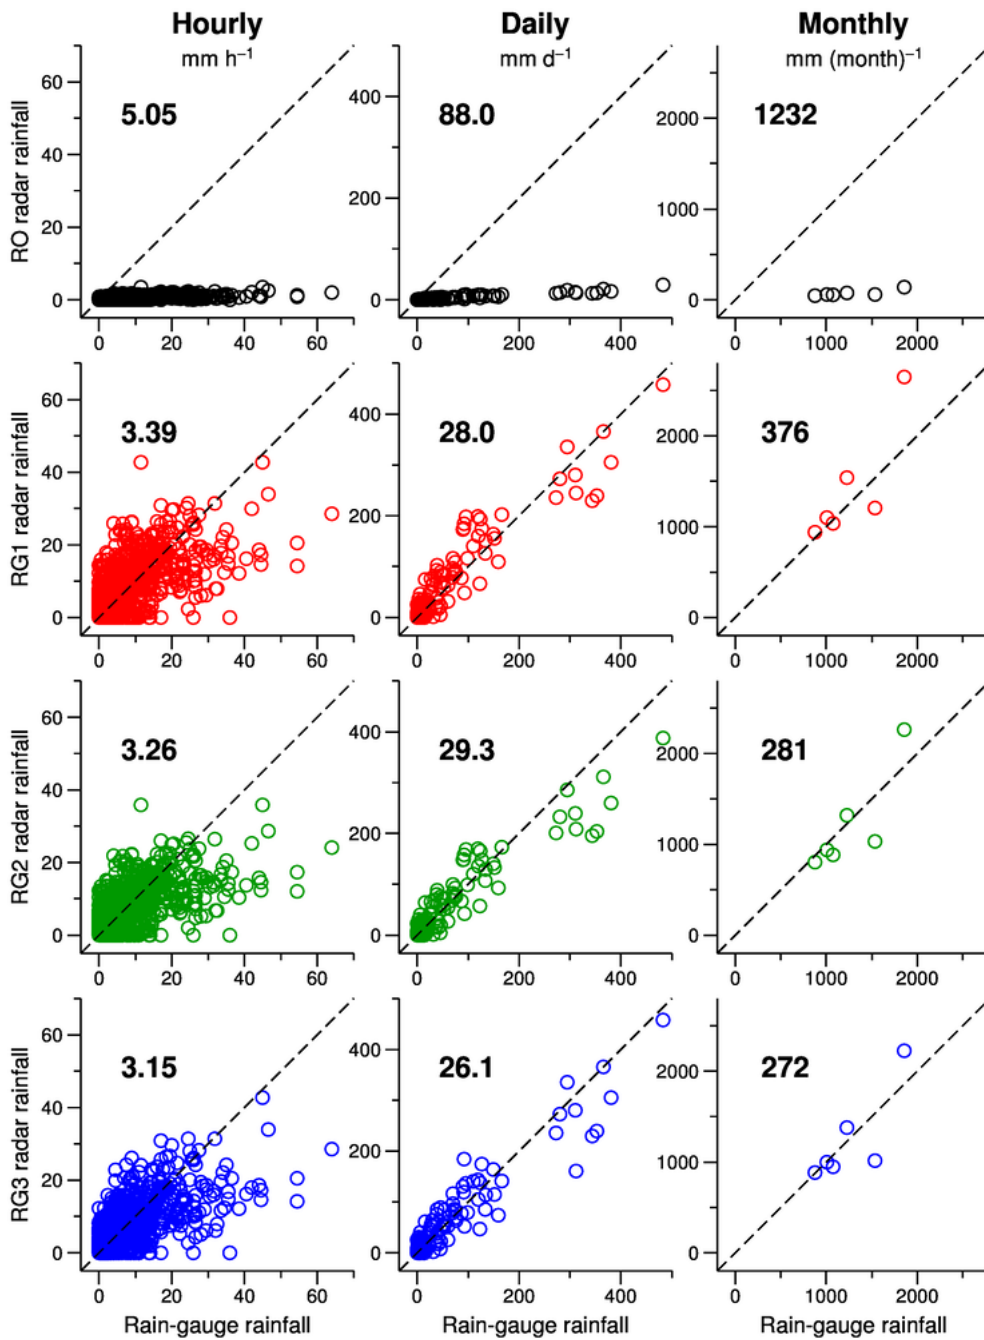 Hourly Daily Monthly
mm h⁻¹ mm d⁻¹ mm (month)⁻¹
RO radar rainfall
60
40
20
0
5.05
0 20 40 60
400
200
0
88.0
0 200 400
2000
1000
0
1232
0 1000 2000
RG1 radar rainfall
60
40
20
0
3.39
0 20 40 60
400
200
0
28.0
0 200 400
2000
1000
0
376
0 1000 2000
RG2 radar rainfall
60
40
20
0
3.26
0 20 40 60
400
200
0
29.3
0 200 400
2000
1000
0
281
0 1000 2000
RG3 radar rainfall
60
40
20
0
3.15
0 20 40 60
400
200
0
26.1
0 200 400
2000
1000
0
272
0 1000 2000
Rain-gauge rainfall Rain-gauge rainfall Rain-gauge rainfall